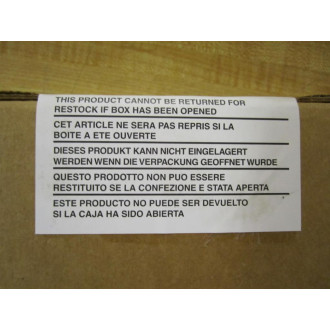 THIS PRODUCT CANNOT BE RETURNED FOR
RESTOCK IF BOX HAS BEEN OPENED
CET ARTICLE NE SERA PAS REPRIS SI LA
BOITE A ETE OUVERTE
DIESES PRODUKT KANN NICHT EINGELAGERT
WERDEN WENN DIE VERPACKUNG GEOFFNET WURDE
QUESTO PRODOTTO NON PUO ESSERE
RESTITUITO SE LA CONFEZIONE E STATA APERTA
ESTE PRODUCTO NO PUEDE SER DEVUELTO
SI LA CAJA HA SIDO ABIERTA